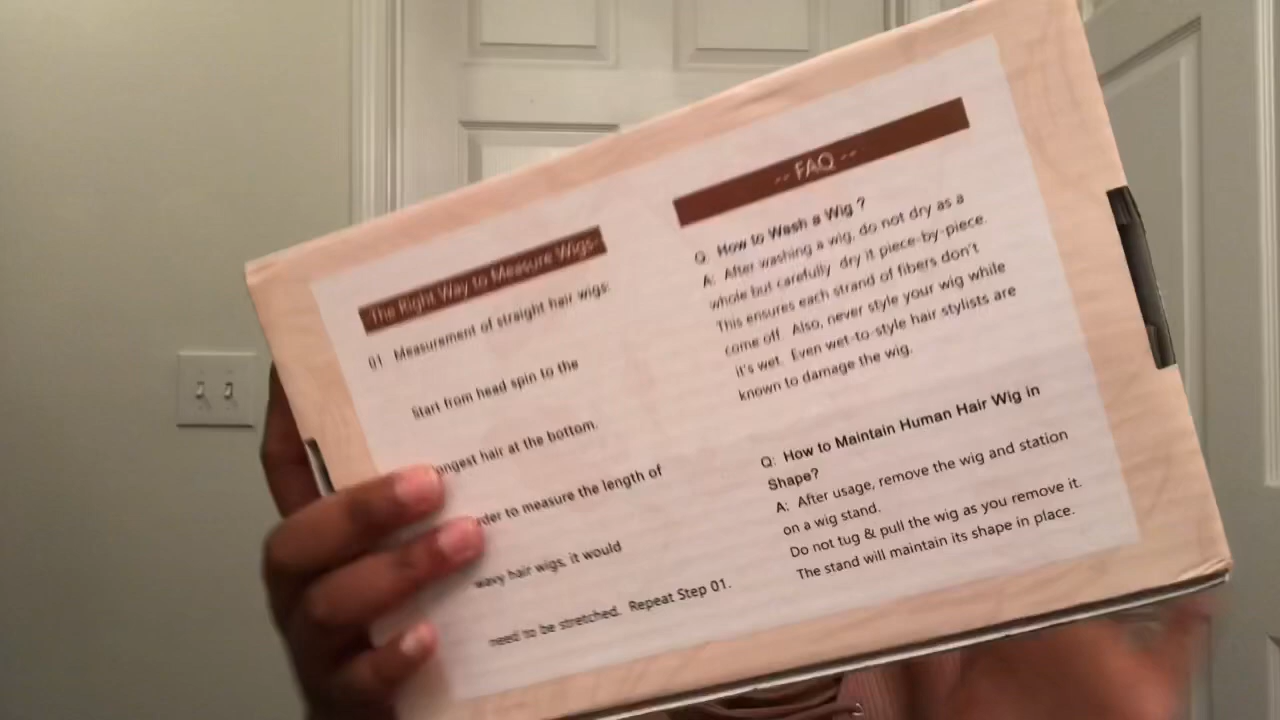 The Right Way to Measure Wigs:
01 Measurement of straight hair wigs:
Start from head spin to the
ongest hair at the bottom.
der to measure the length of
wavy hair wigs, it would
need to be stretched. Repeat Step 01.
-- FAQ --
Q: How to Wash a Wig ?
A: After washing a wig, do not dry as a
whole but carefully dry it piece-by-piece.
This ensures each strand of fibers don't
come off. Also, never style your wig while
it's wet. Even wet-to-style hair stylists are
known to damage the wig.
Q: How to Maintain Human Hair Wig in
Shape?
A: After usage, remove the wig and station
on a wig stand.
Do not tug & pull the wig as you remove it.
The stand will maintain its shape in place.